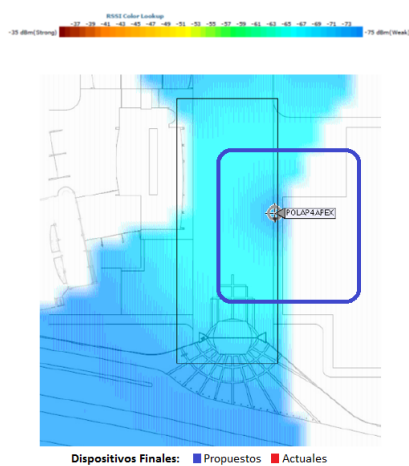 RSSI Color Lookup
-35 dBm(Strong) -37 -39 -41 -43 -45 -47 -49 -51 -53 -55 -57 -59 -61 -63 -65 -67 -69 -71 -73 -75 dBm(Weak)
POLAP4AFEX
Dispositivos Finales: Propuestos Actuales